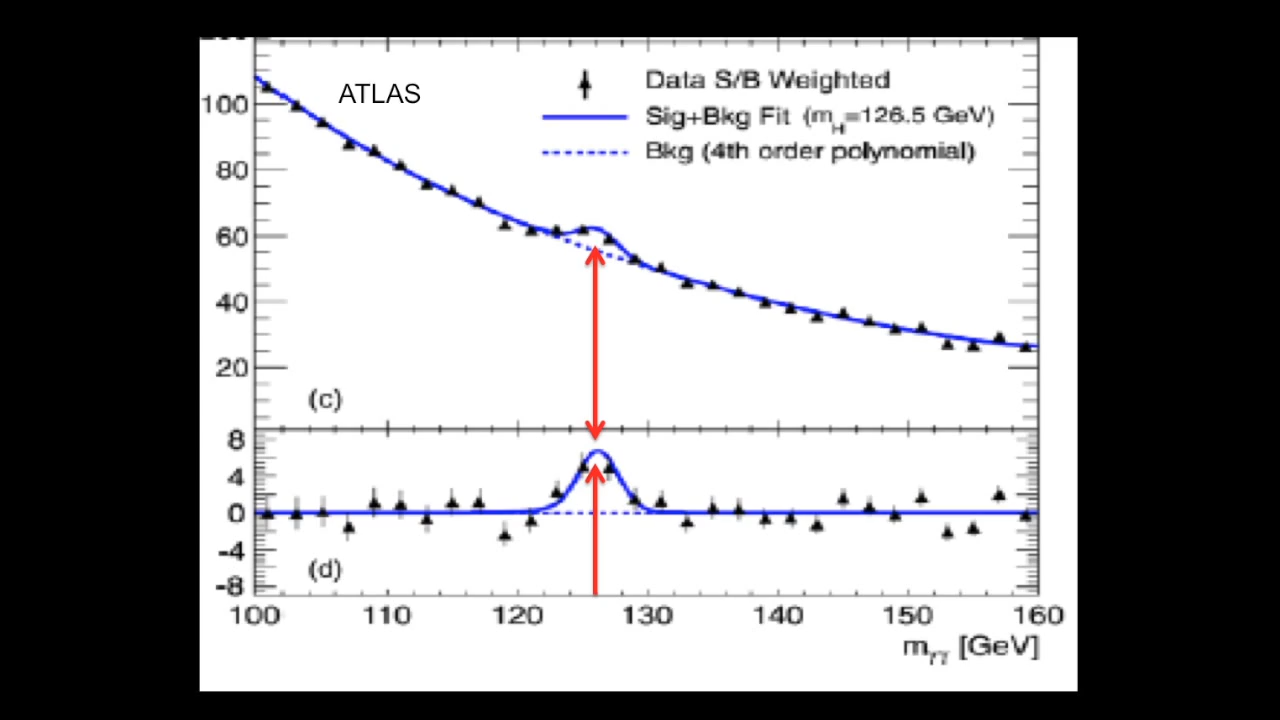 ATLAS
Data S/B Weighted
Sig+Bkg Fit (mH=126.5 GeV)
Bkg (4th order polynomial)
100
80
60
40
20
(c)
8
4
0
-4
-8
(d)
100 110 120 130 140 150 160
mγγ [GeV]